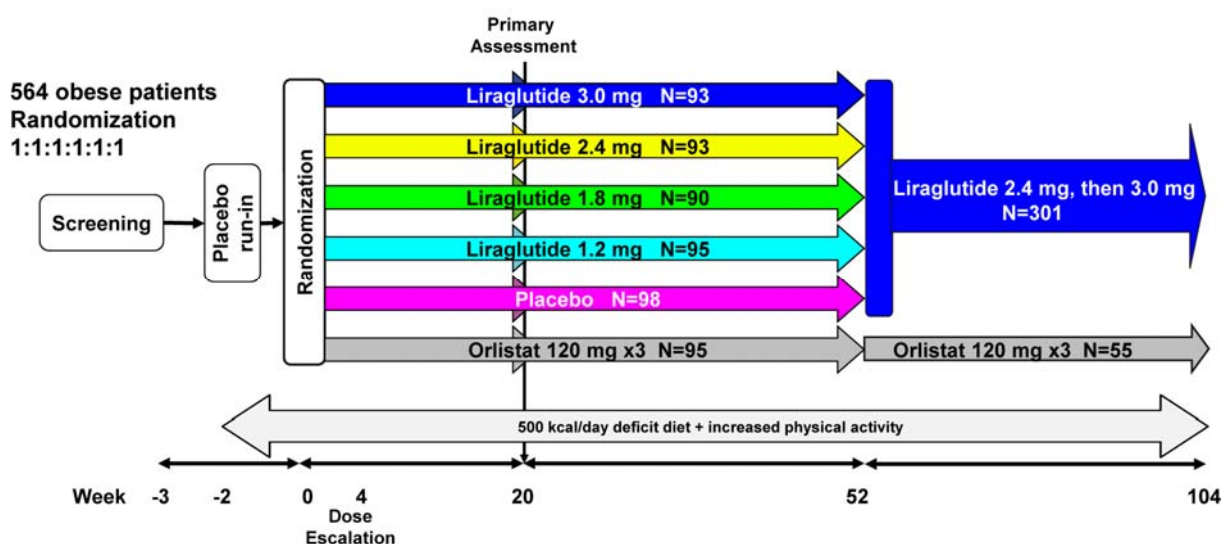 Primary
Assessment
564 obese patients
Randomization
1:1:1:1:1:1
Screening
Placebo
run-in
Randomization
Liraglutide 3.0 mg N=93
Liraglutide 2.4 mg N=93
Liraglutide 1.8 mg N=90
Liraglutide 1.2 mg N=95
Placebo N=98
Orlistat 120 mg x3 N=95
Liraglutide 2.4 mg, then 3.0 mg
N=301
Orlistat 120 mg x3 N=55
500 kcal/day deficit diet + increased physical activity
Week -3 -2 0 4 20 52 104
Dose
Escalation